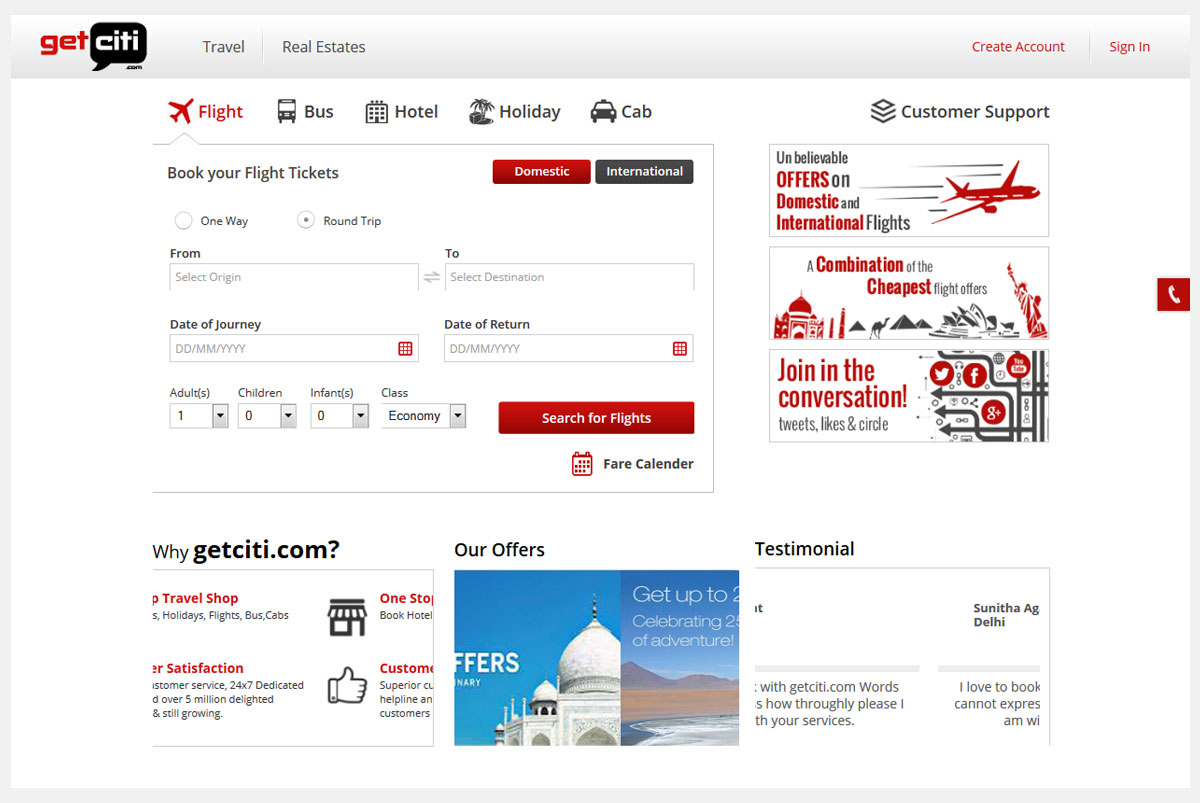 getciti
.com
Travel
Real Estates
Create Account
Sign In
Flight
Bus
Hotel
Holiday
Cab
Customer Support
Book your Flight Tickets
Domestic
International
One Way
Round Trip
From
To
Select Origin
Select Destination
Date of Journey
Date of Return
DD/MM/YYYY
DD/MM/YYYY
Adult(s)
Children
Infant(s)
Class
1
0
0
Economy
Search for Flights
Fare Calender
Un believable
OFFERS on
Domestic and
International Flights
A Combination of the
Cheapest flight offers
Join in the
conversation!
tweets, likes & circle
You
Tube
f
8+
Why getciti.com?
p Travel Shop
s, Holidays, Flights, Bus,Cabs
One Stop
Book Hotel
er Satisfaction
ustomer service, 24x7 Dedicated
d over 5 million delighted
& still growing.
Custome
Superior cu
helpline an
customers
Our Offers
FFERS
INARY
Get up to 2
Celebrating 25
of adventure!
Testimonial
nt
Sunitha Ag
Delhi
k with getciti.com Words
s how throughly please I
th your services.
I love to book
cannot expres
am wi